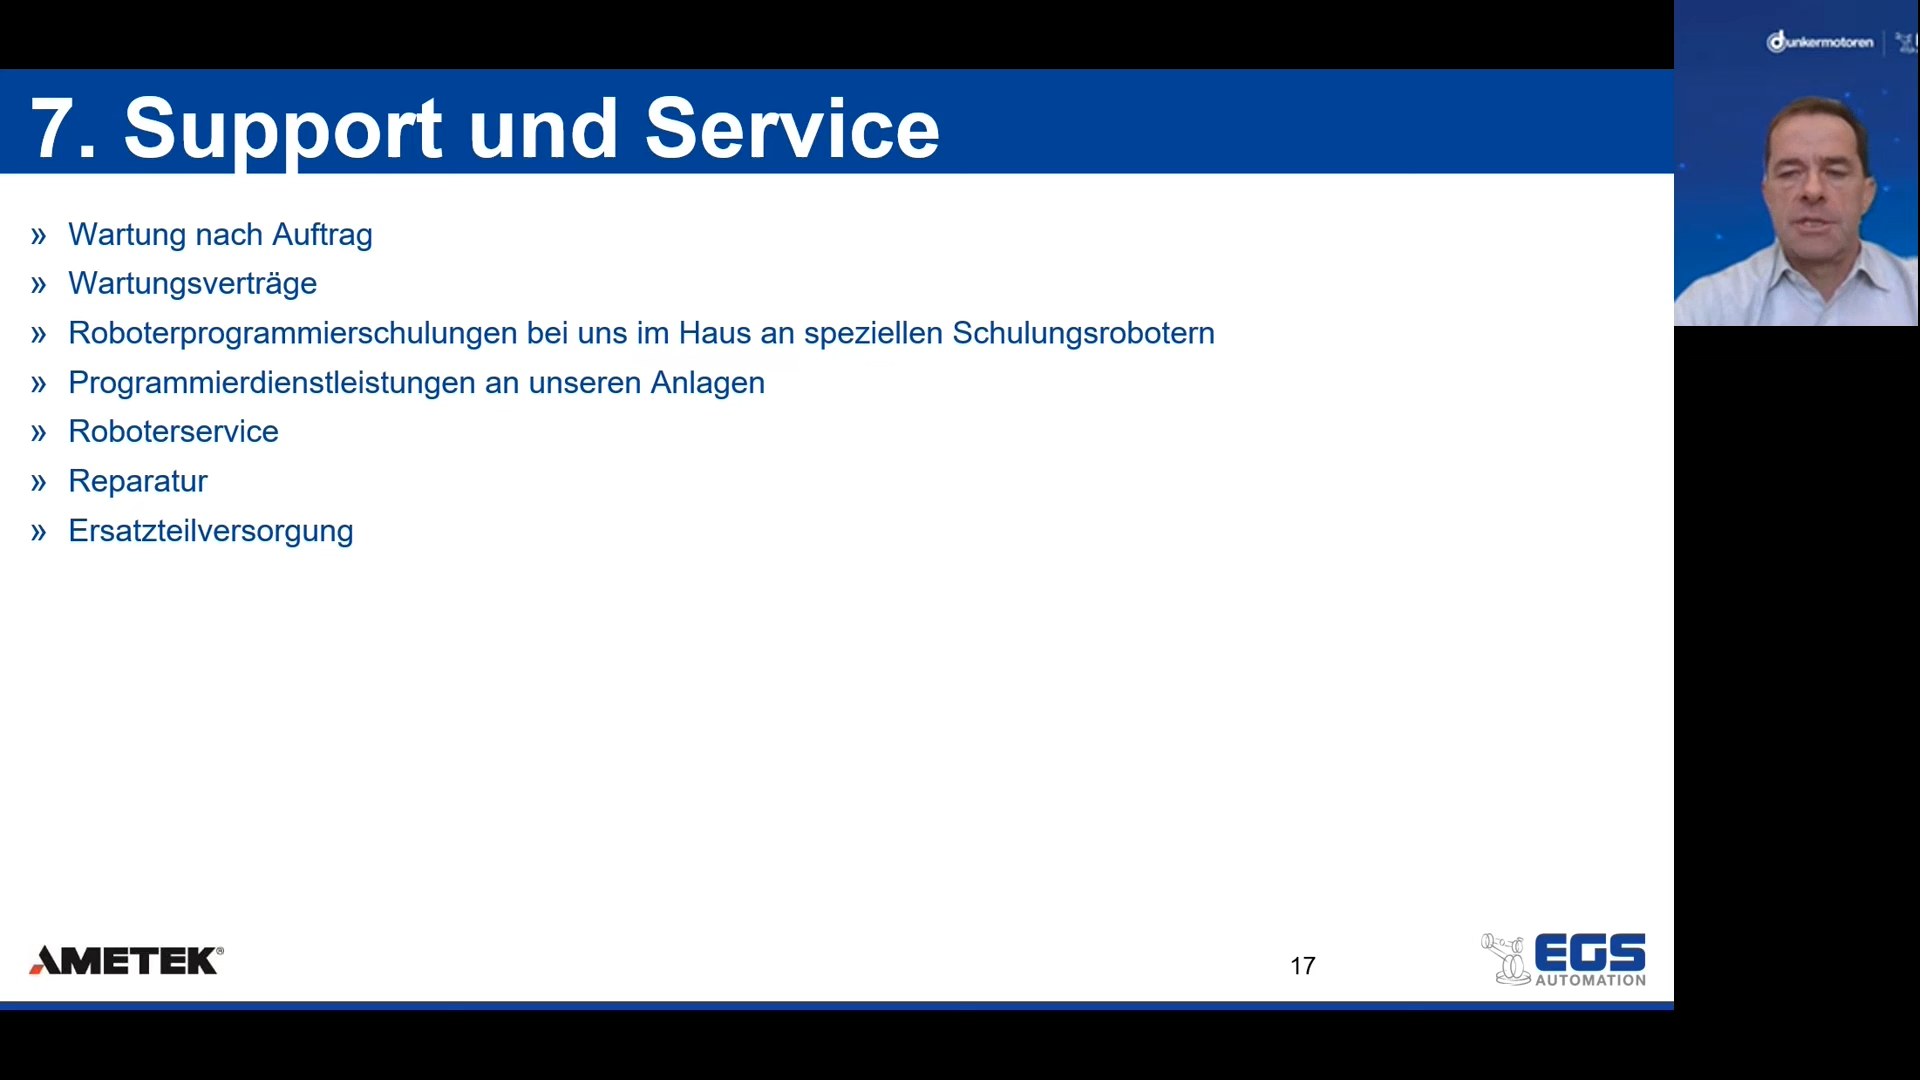 dunkermotoren
7. Support und Service
» Wartung nach Auftrag
» Wartungsverträge
» Roboterprogrammierschulungen bei uns im Haus an speziellen Schulungsrobotern
» Programmierdienstleistungen an unseren Anlagen
» Roboterservice
» Reparatur
» Ersatzteilversorgung
AMETEK®
17
EGS
AUTOMATION